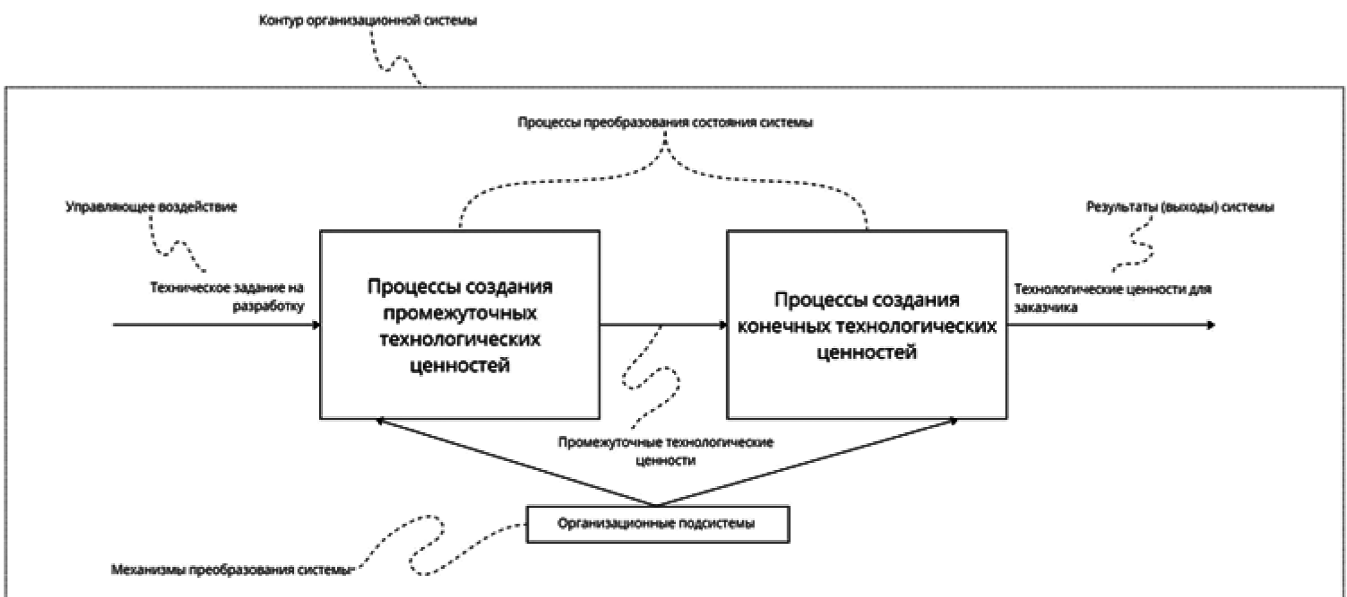 Контур организационной системы
Процессы преобразования состояния системы
Управляющее воздействие
Результаты (выходы) системы
Техническое задание на
разработку
Процессы создания
промежуточных
технологических
ценностей
Процессы создания
конечных технологических
ценностей
Технологические ценности для
заказчика
Промежуточные технологические
ценности
Организационные подсистемы
Механизмы преобразования системы